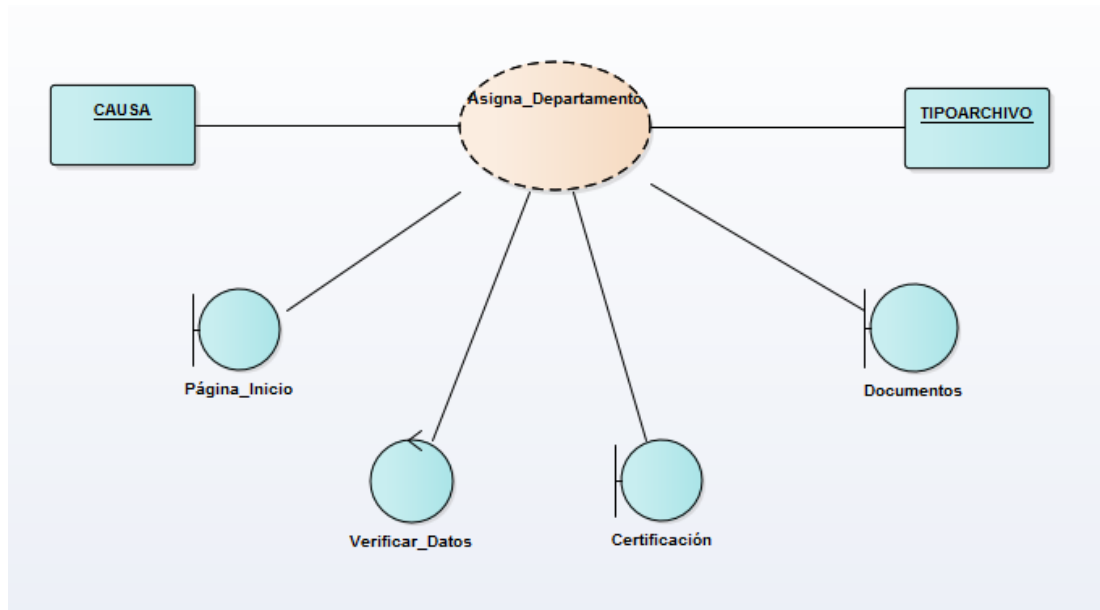 Asigna_Departamento
CAUSA
TIPOARCHIVO
Página_Inicio
Documentos
Verificar_Datos
Certificación